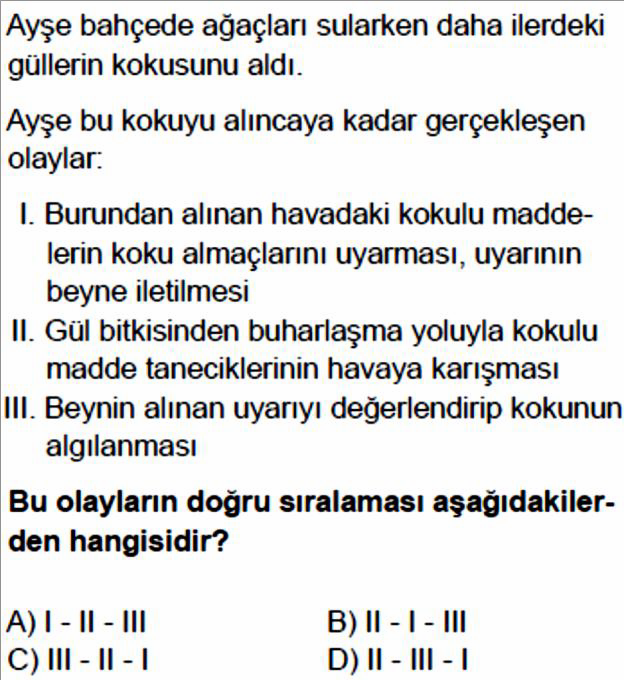 Ayşe bahçede ağaçları sularken daha ilerdeki
güllerin kokusunu aldı.
Ayşe bu kokuyu alıncaya kadar gerçekleşen
olaylar:
I. Burundan alınan havadaki kokulu madde-
lerin koku almaçlarını uyarması, uyarının
beyne iletilmesi
II. Gül bitkisinden buharlaşma yoluyla kokulu
madde taneciklerinin havaya karışması
III. Beynin alınan uyarıyı değerlendirip kokunun
algılanması
Bu olayların doğru sıralaması aşağıdakiler-
den hangisidir?
A) I - II - III B) II - I - III
C) III - II - I D) II - III - I